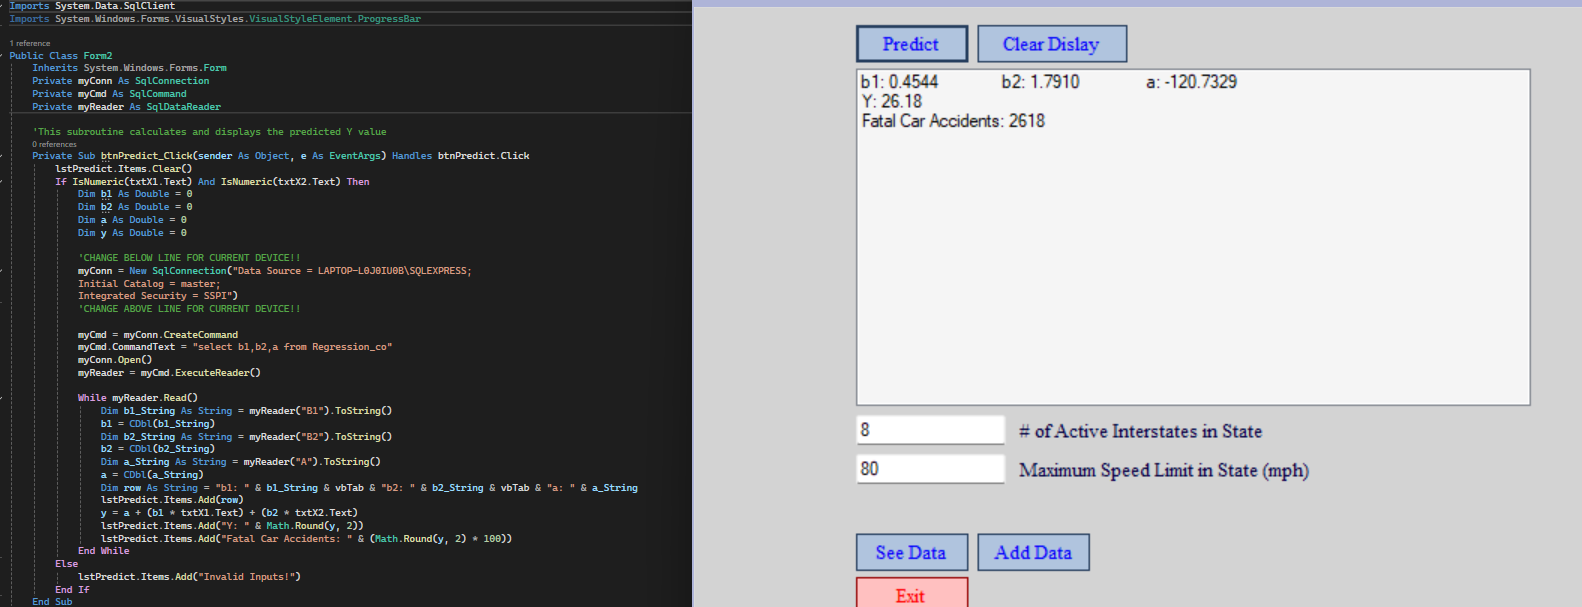 Imports System.Data.SqlClient
Imports System.Windows.Forms.VisualStyles.VisualStyleElement.ProgressBar
1 reference
Public Class Form2
Inherits System.Windows.Forms.Form
Private myConn As SqlConnection
Private myCmd As SqlCommand
Private myReader As SqlDataReader
'This subroutine calculates and displays the predicted Y value
0 references
Private Sub btnPredict_Click(sender As Object, e As EventArgs) Handles btnPredict.Click
lstPredict.Items.Clear()
If IsNumeric(txtX1.Text) And IsNumeric(txtX2.Text) Then
Dim b1 As Double = 0
Dim b2 As Double = 0
Dim a As Double = 0
Dim y As Double = 0
'CHANGE BELOW LINE FOR CURRENT DEVICE!!
myConn = New SqlConnection("Data Source = LAPTOP-L0J0IU0B\SQLEXPRESS;
Initial Catalog = master;
Integrated Security = SSPI")
'CHANGE ABOVE LINE FOR CURRENT DEVICE!!
myCmd = myConn.CreateCommand
myCmd.CommandText = "select b1,b2,a from Regression_co"
myConn.Open()
myReader = myCmd.ExecuteReader()
While myReader.Read()
Dim b1_String As String = myReader("B1").ToString()
b1 = CDbl(b1_String)
Dim b2_String As String = myReader("B2").ToString()
b2 = CDbl(b2_String)
Dim a_String As String = myReader("A").ToString()
a = CDbl(a_String)
Dim row As String = "b1: " & b1_String & vbTab & "b2: " & b2_String & vbTab & "a: " & a_String
lstPredict.Items.Add(row)
y = a + (b1 * txtX1.Text) + (b2 * txtX2.Text)
lstPredict.Items.Add("Y: " & Math.Round(y, 2))
lstPredict.Items.Add("Fatal Car Accidents: " & (Math.Round(y, 2) * 100))
End While
Else
lstPredict.Items.Add("Invalid Inputs!")
End If
End Sub
Predict Clear Dislay
b1: 0.4544 b2: 1.7910 a: -120.7329
Y: 26.18
Fatal Car Accidents: 2618
8 # of Active Interstates in State
80 Maximum Speed Limit in State (mph)
See Data Add Data
Exit